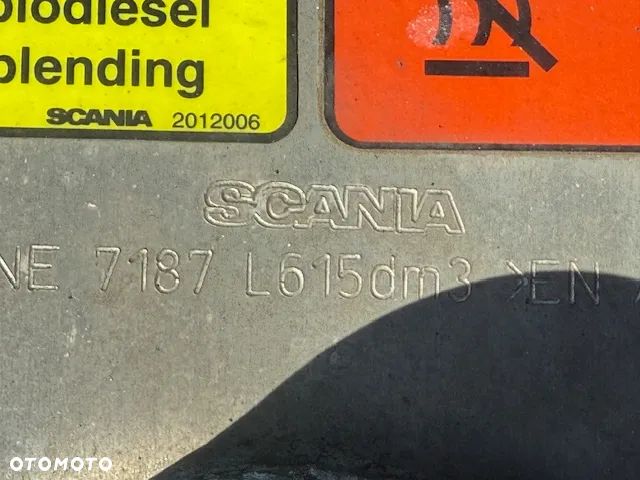 biodiesel
blending
SCANIA 2012006
SCANIA
NE 7187 L615dm3 >EN
OTOMOTO